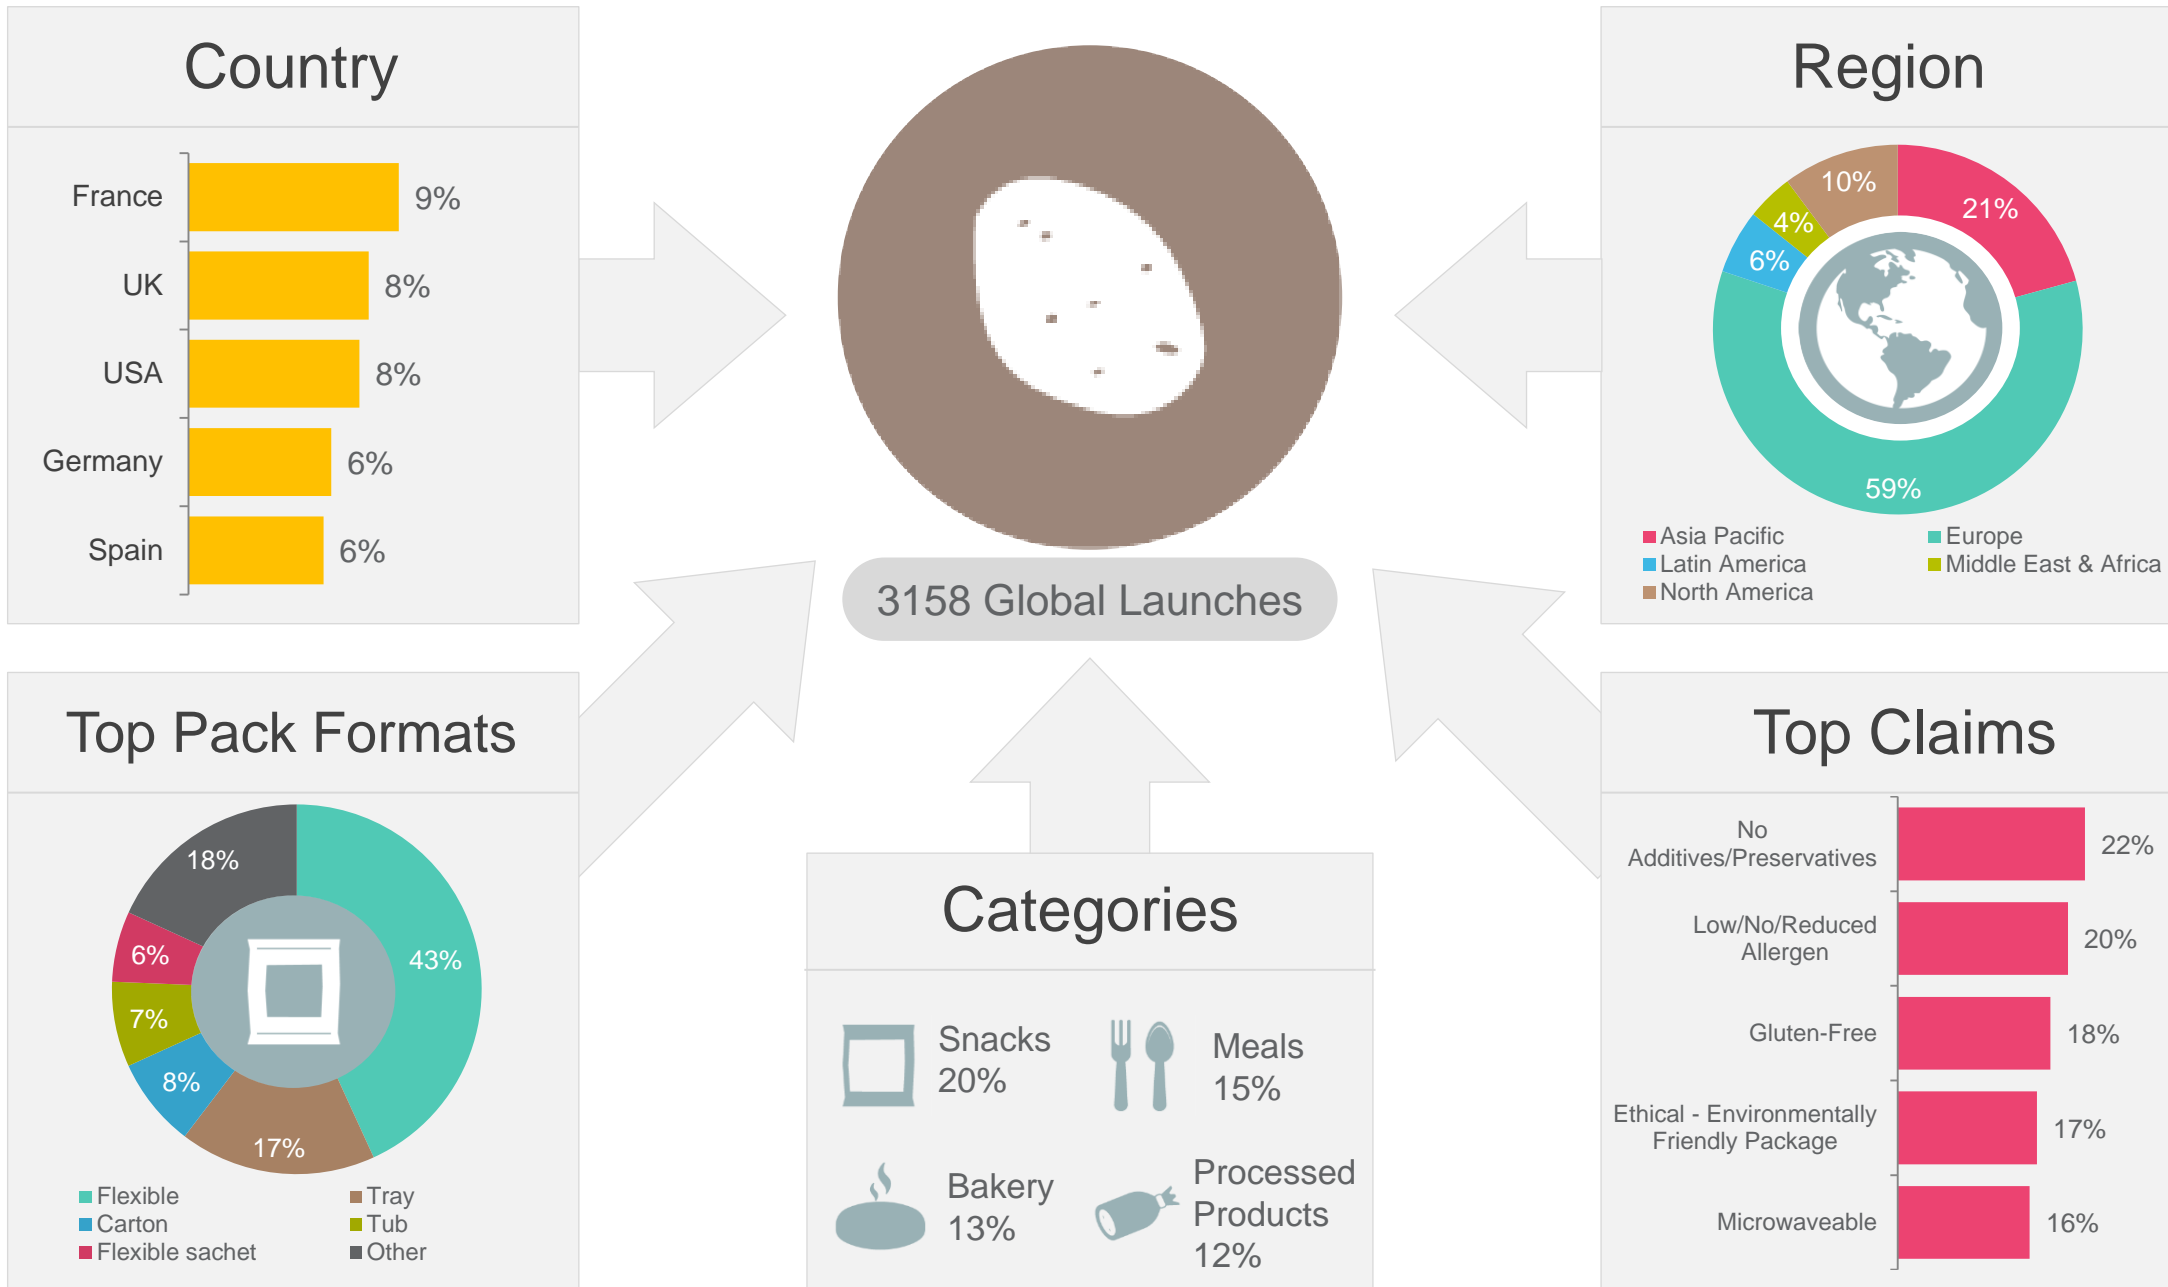 Country
France
9%
UK
8%
USA
8%
Germany
6%
Spain
6%
3158 Global Launches
Region
10%
21%
4%
6%
59%
Asia Pacific
Europe
Latin America
Middle East & Africa
North America
Top Pack Formats
18%
43%
6%
7%
8%
17%
Flexible
Tray
Carton
Tub
Flexible sachet
Other
Categories
Snacks
20%
Meals
15%
Bakery
13%
Processed
Products
12%
Top Claims
No
Additives/Preservatives
22%
Low/No/Reduced
Allergen
20%
Gluten-Free
18%
Ethical - Environmentally
Friendly Package
17%
Microwaveable
16%